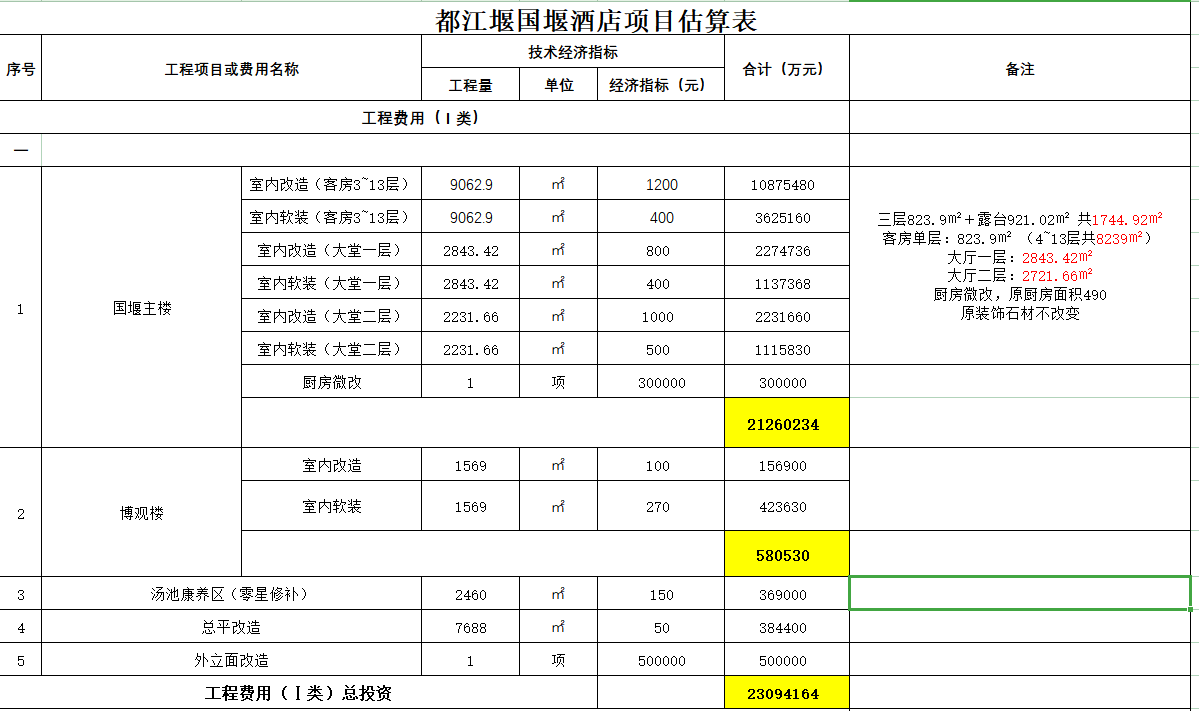 都江堰国堰酒店项目估算表
序号 工程项目或费用名称 技术经济指标 合计（万元） 备注
工程量 单位 经济指标（元）
工程费用（Ⅰ类）
一
1 国堰主楼
室内改造（客房3~13层） 9062.9 ㎡ 1200 10875480
室内软装（客房3~13层） 9062.9 ㎡ 400 3625160
室内改造（大堂一层） 2843.42 ㎡ 800 2274736
室内软装（大堂一层） 2843.42 ㎡ 400 1137368
室内改造（大堂二层） 2231.66 ㎡ 1000 2231660
室内软装（大堂二层） 2231.66 ㎡ 500 1115830
厨房微改 1 项 300000 300000
21260234
三层823.9㎡＋露台921.02㎡ 共1744.92㎡
客房单层：823.9㎡ （4~13层共8239㎡）
大厅一层：2843.42㎡
大厅二层：2721.66㎡
厨房微改，原厨房面积490
原装饰石材不改变
2 博观楼
室内改造 1569 ㎡ 100 156900
室内软装 1569 ㎡ 270 423630
580530
3 汤池康养区（零星修补） 2460 ㎡ 150 369000
4 总平改造 7688 ㎡ 50 384400
5 外立面改造 1 项 500000 500000
工程费用（Ⅰ类）总投资 23094164